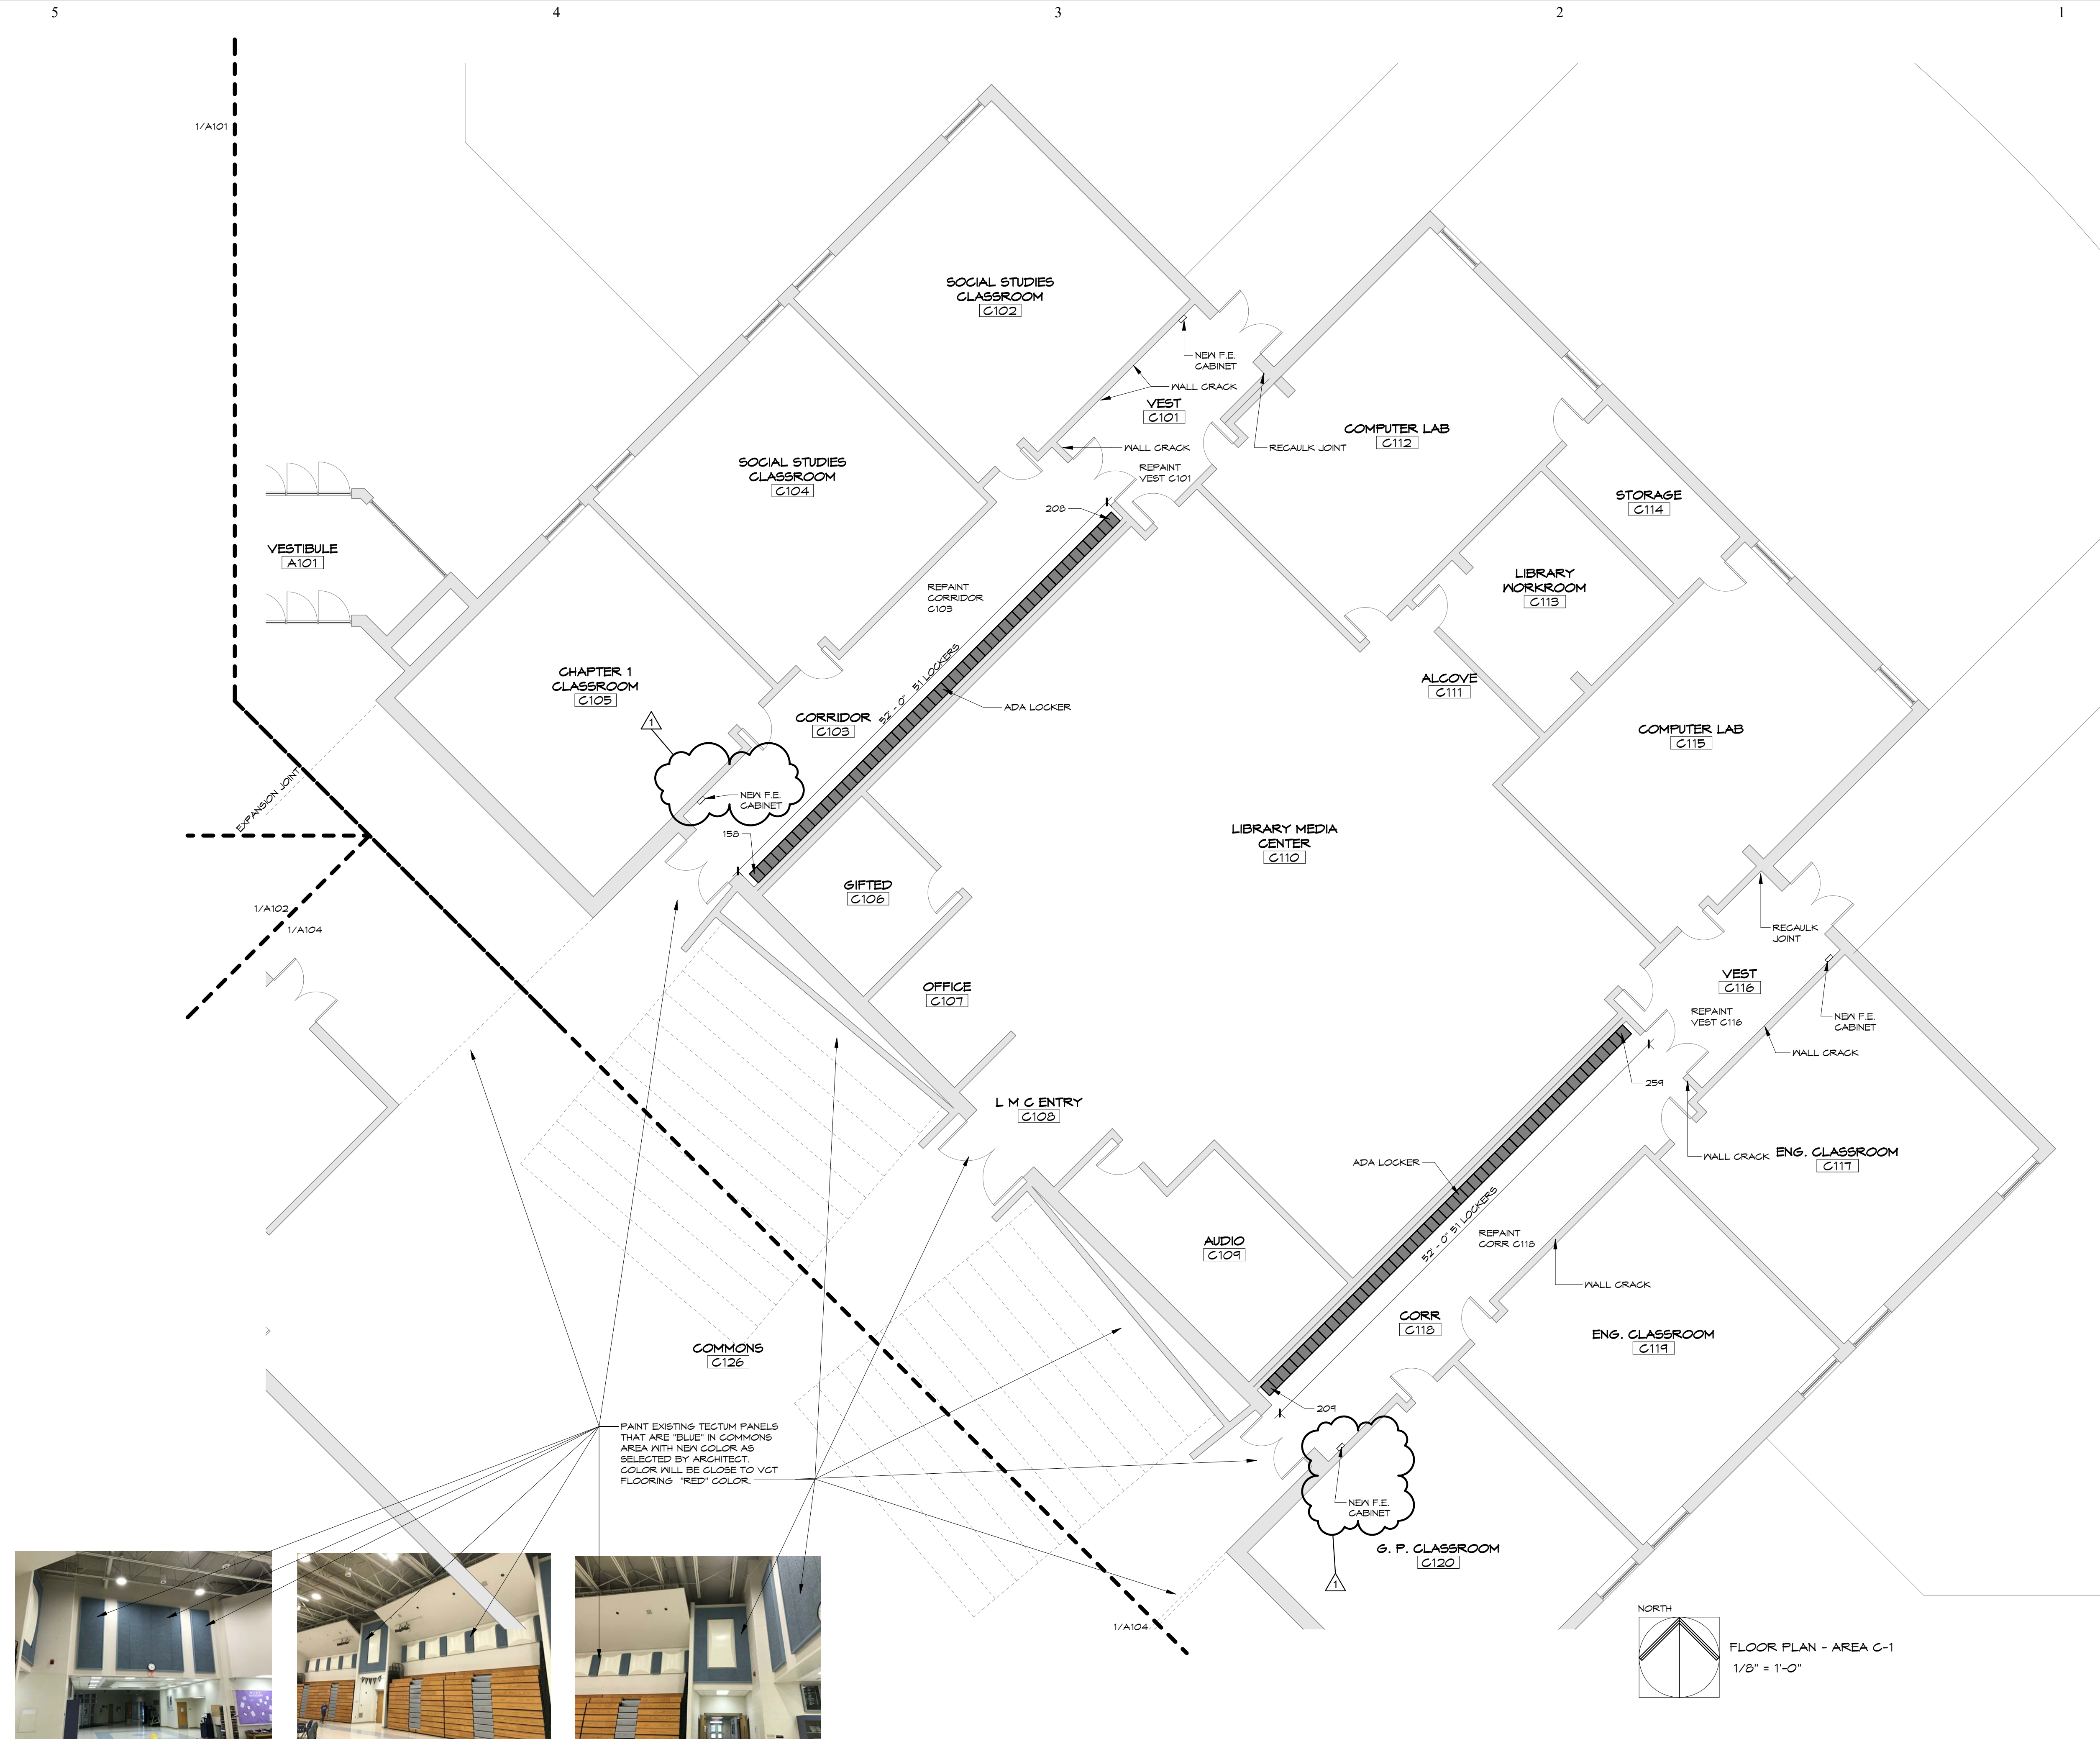 5
4
3
2
1
1/A101
SOCIAL STUDIES
CLASSROOM
C102
NEW F.E.
CABINET
WALL CRACK
VEST
C101
WALL CRACK
RECAULK JOINT
REPAINT
VEST C101
COMPUTER LAB
C112
SOCIAL STUDIES
CLASSROOM
C104
STORAGE
C114
208
VESTIBULE
A101
REPAINT
CORRIDOR
C103
LIBRARY
WORKROOM
C113
CHAPTER 1
CLASSROOM
C105
52' - 0" 51 LOCKERS
ADA LOCKER
ALCOVE
C111
1
CORRIDOR
C103
COMPUTER LAB
C115
EXPANSION JOINT
NEW F.E.
CABINET
158
LIBRARY MEDIA
CENTER
C110
GIFTED
C106
1/A102
1/A104
RECAULK
JOINT
OFFICE
C107
VEST
C116
REPAINT
VEST C116
NEW F.E.
CABINET
WALL CRACK
259
L M C ENTRY
C108
WALL CRACK
ENG. CLASSROOM
C117
ADA LOCKER
52' - 0" 51 LOCKERS
REPAINT
CORR C118
AUDIO
C109
WALL CRACK
CORR
C118
ENG. CLASSROOM
C119
COMMONS
C126
209
PAINT EXISTING TECTUM PANELS
THAT ARE "BLUE" IN COMMONS
AREA WITH NEW COLOR AS
SELECTED BY ARCHITECT.
COLOR WILL BE CLOSE TO VCT
FLOORING "RED" COLOR.
NEW F.E.
CABINET
G. P. CLASSROOM
C120
1
1/A104
NORTH
FLOOR PLAN - AREA C-1
1/8" = 1'-0"